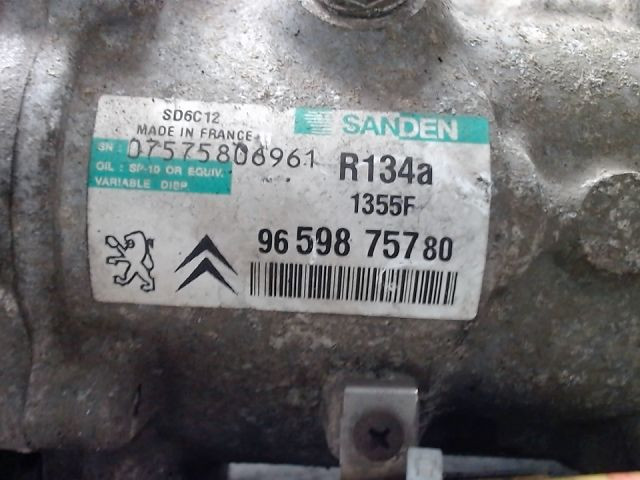 SD6C12
MADE IN FRANCE
SANDEN
SN : 07575806961
OIL : SP-10 OR EQUIV.
VARIABLE DISP.
R134a
1355F
96 598 757 80